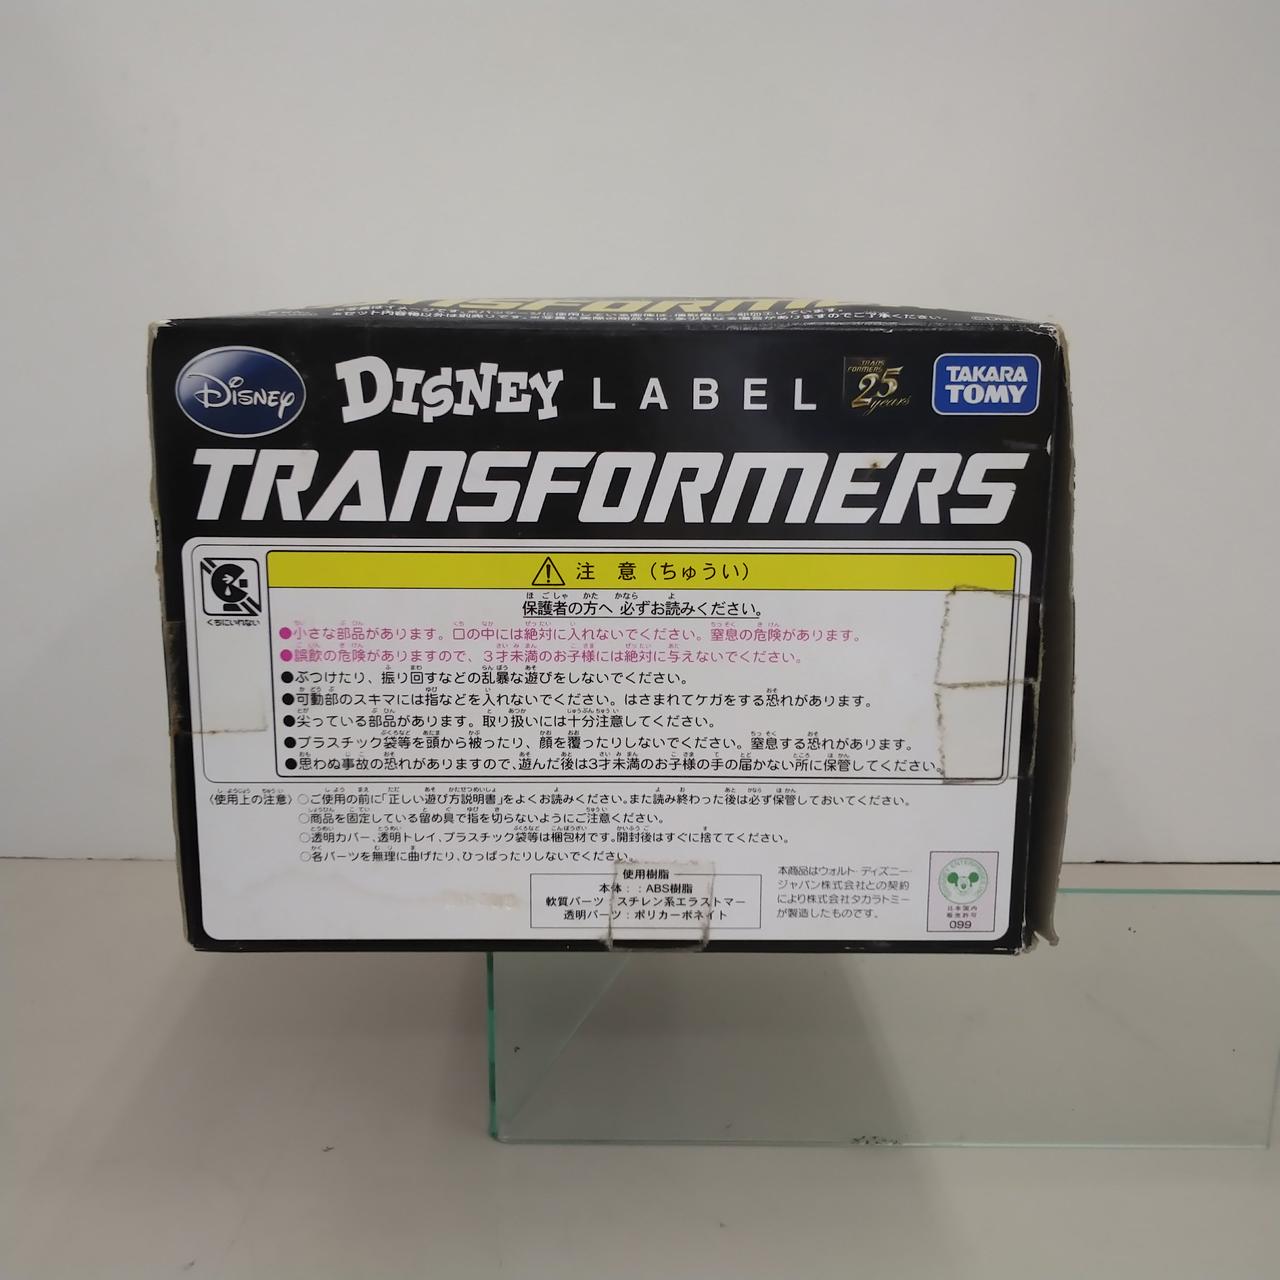 TRANSFORMERS
DISNEY
DISNEY LABEL
TRANS FORMERS 25 years
TAKARA TOMY
TRANSFORMERS
くちにいれない
注 意 (ちゅうい)
保護者の方へ 必ずお読みください。
●小さな部品があります。口の中には絶対に入れないでください。窒息の危険があります。
●誤飲の危険がありますので、3才未満のお子様には絶対に与えないでください。
●ぶつけたり、振り回すなどの乱暴な遊びをしないでください。
●可動部のスキマには指などを入れないでください。はさまれてケガをする恐れがあります。
●尖っている部品があります。取り扱いには十分注意してください。
●プラスチック袋等を頭から被ったり、顔を覆ったりしないでください。窒息する恐れがあります。
●思わぬ事故の恐れがありますので、遊んだ後は3才未満のお子様の手の届かない所に保管してください。
〈使用上の注意〉○ご使用の前に「正しい遊び方説明書」をよくお読みください。また読み終わった後は必ず保管しておいてください。
○商品を固定している留め具で指を切らないようにご注意ください。
○透明カバー、透明トレイ、プラスチック袋等は梱包材です。開封後はすぐに捨ててください。
○各パーツを無理に曲げたり、ひっぱったりしないでください。
使用樹脂
本体：：ABS樹脂
軟質パーツ スチレン系エラストマー
透明パーツ：ポリカーボネイト
本商品はウォルト・ディズニー・
ジャパン株式会社との契約
により株式会社タカラトミー
が製造したものです。
日本国内
販売許可
099